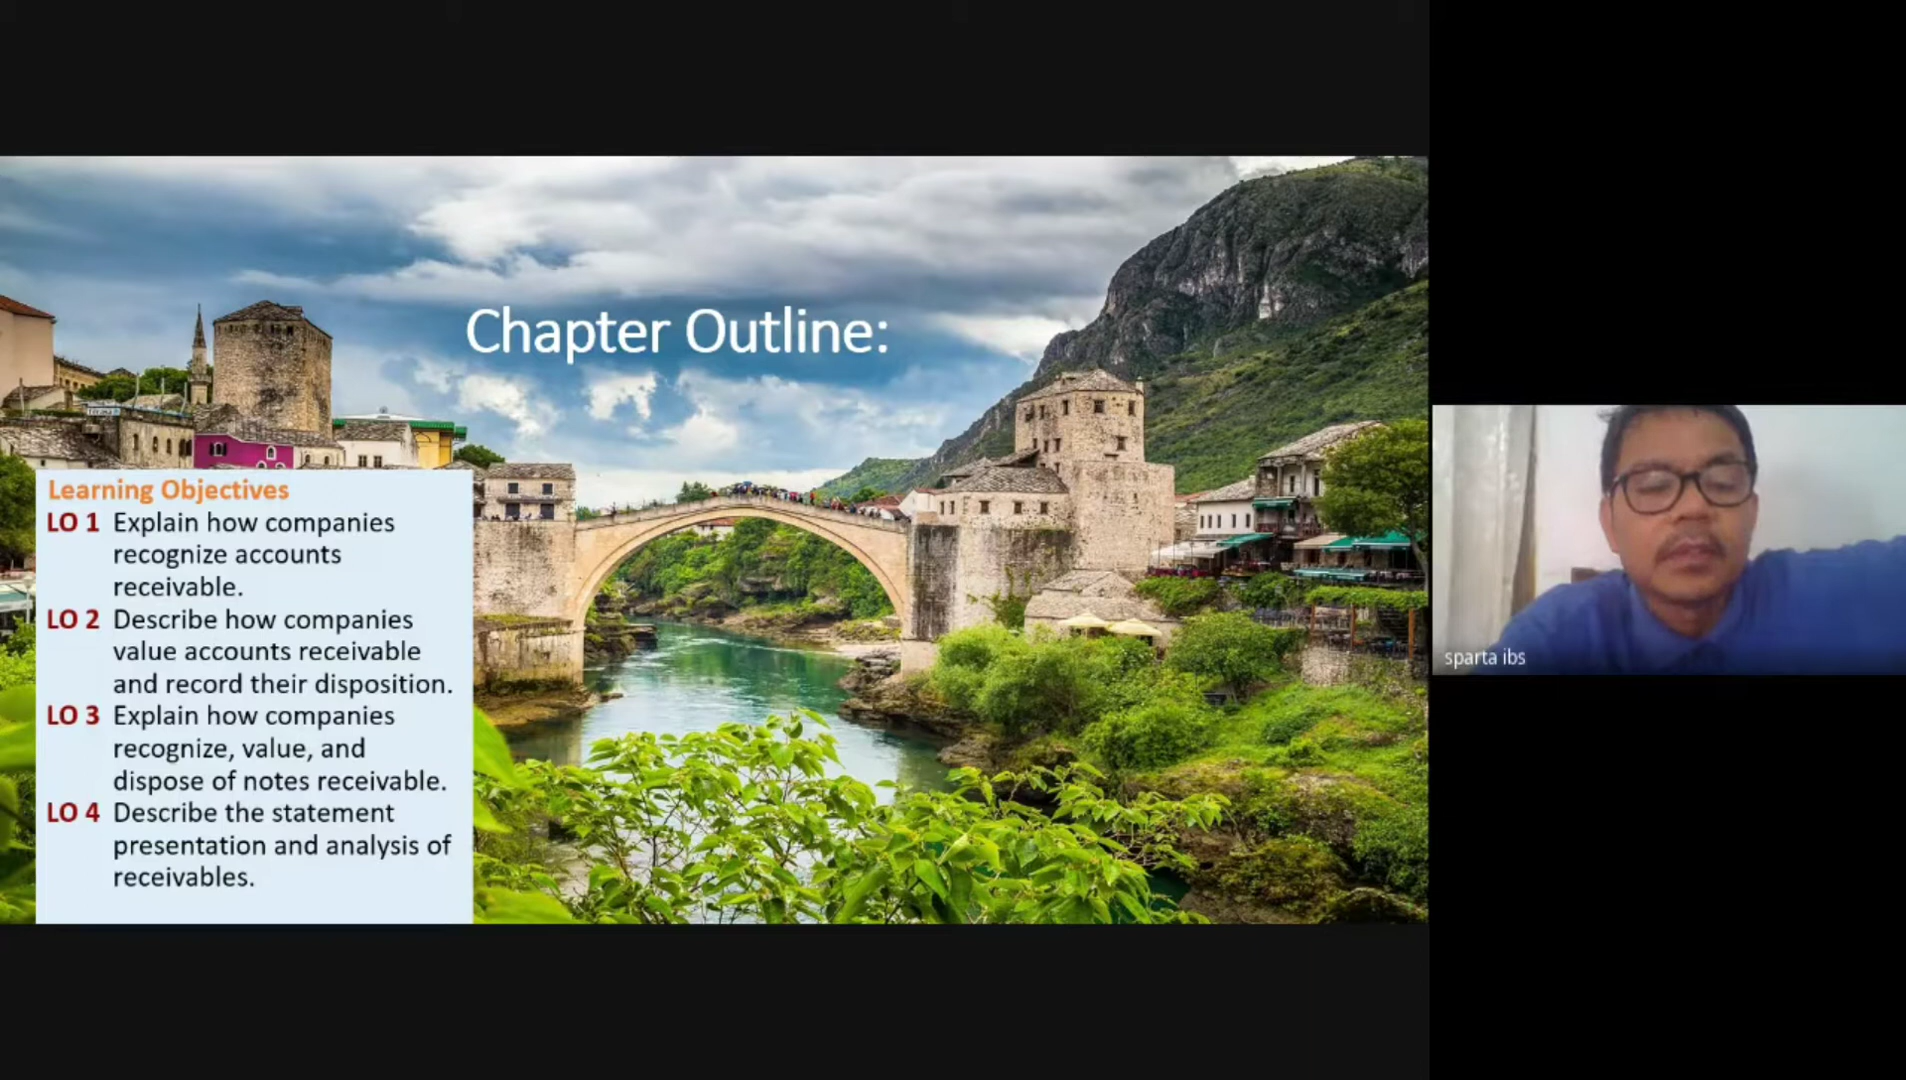 Chapter Outline:
Learning Objectives
LO 1 Explain how companies
recognize accounts
receivable.
LO 2 Describe how companies
value accounts receivable
and record their disposition.
LO 3 Explain how companies
recognize, value, and
dispose of notes receivable.
LO 4 Describe the statement
presentation and analysis of
receivables.
sparta ibs